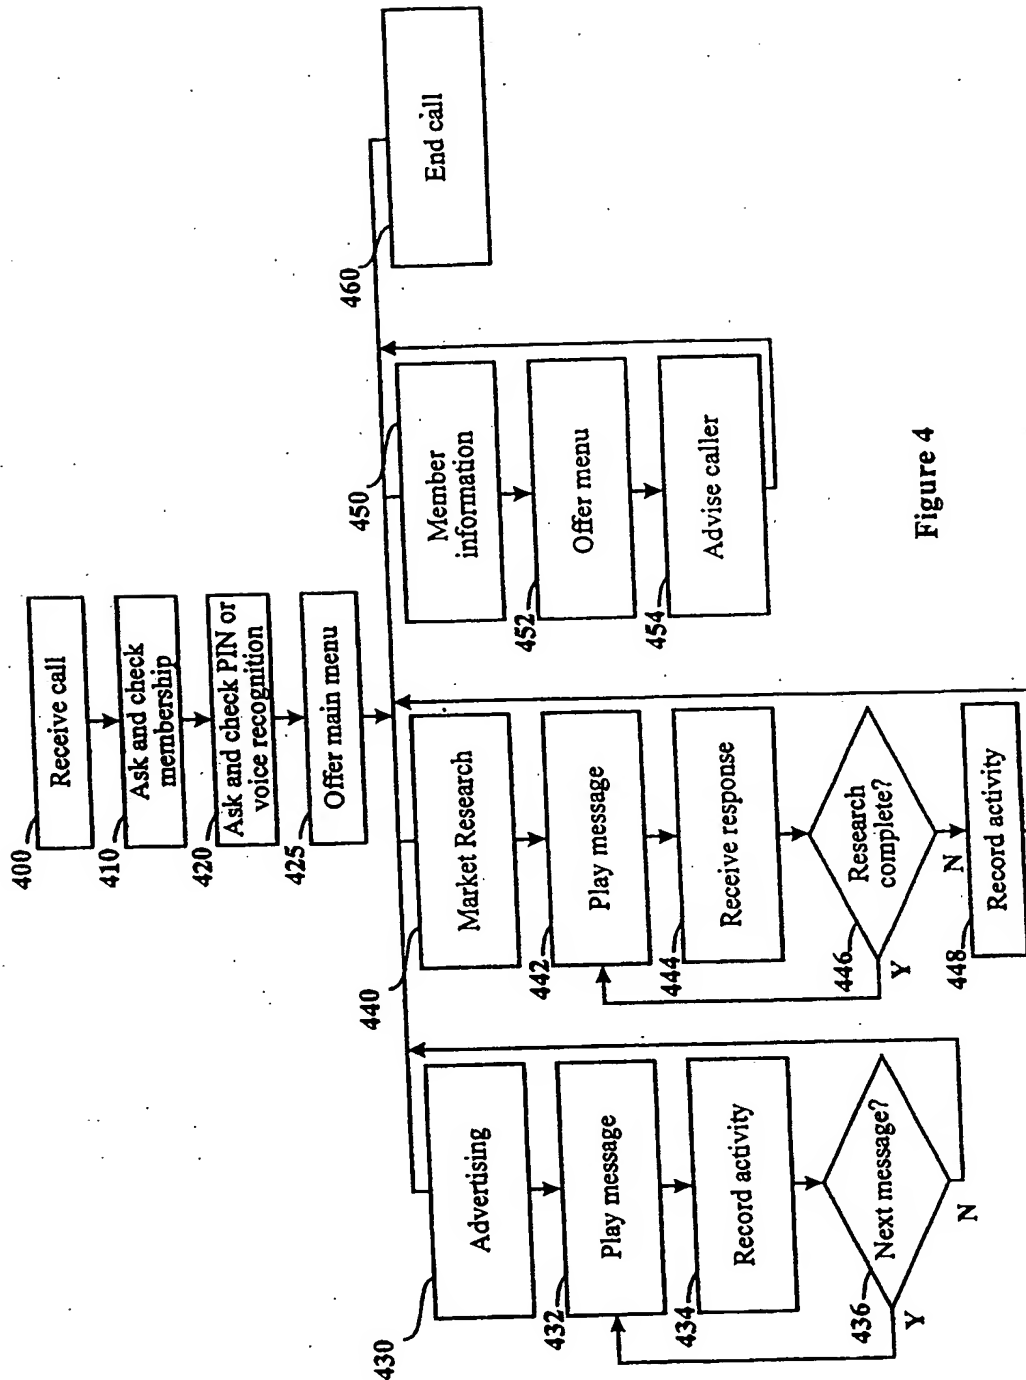 400
Receive call
410
Ask and check
membership
420
Ask and check PIN or
voice recognition
425
Offer main menu
430
Advertising
432
Play message
434
Record activity
436
Next message?
Y
N
440
Market Research
442
Play message
444
Receive response
446
Research
complete?
Y
N
448
Record activity
450
Member
information
452
Offer menu
454
Advise caller
460
End call
Figure 4